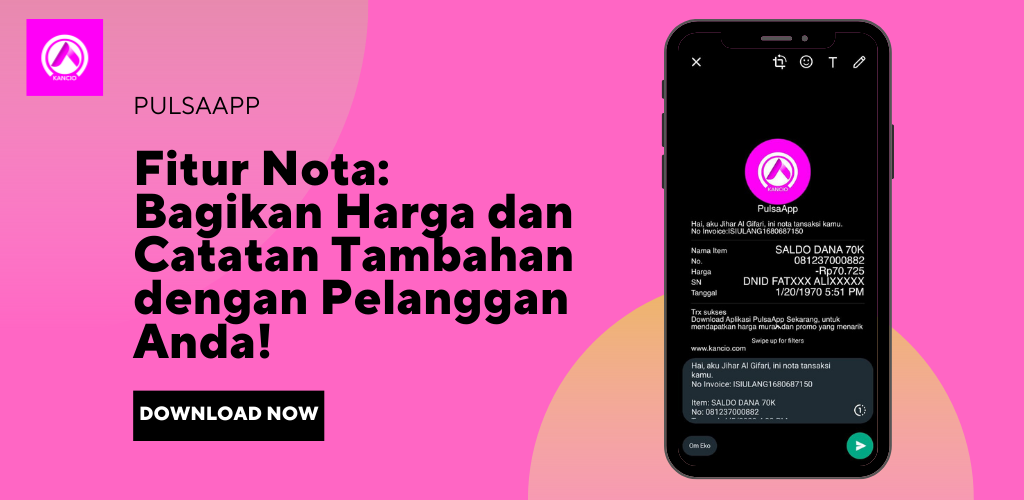 KANCIO
PULSAAPP
Fitur Nota:
Bagikan Harga dan
Catatan Tambahan
dengan Pelanggan
Anda!
DOWNLOAD NOW
T
KANCIO
PulsaApp
Hai, aku Jihar Al Gifari, ini nota tansaksi kamu.
No Invoice:ISIULANG1680687150
Nama Item SALDO DANA 70K
No. 081237000882
Harga -Rp70.725
SN DNID FATXXX ALIXXXXX
Tanggal 1/20/1970 5:51 PM
Trx sukses
Download Aplikasi PulsaApp Sekarang, untuk
mendapatkan harga murah dan promo yang menarik
Swipe up for filters
www.kancio.com
Hai, aku Jihar Al Gifari, ini nota tansaksi
kamu.
No Invoice: ISIULANG1680687150
Item: SALDO DANA 70K
No: 081237000882
1
Om Eko